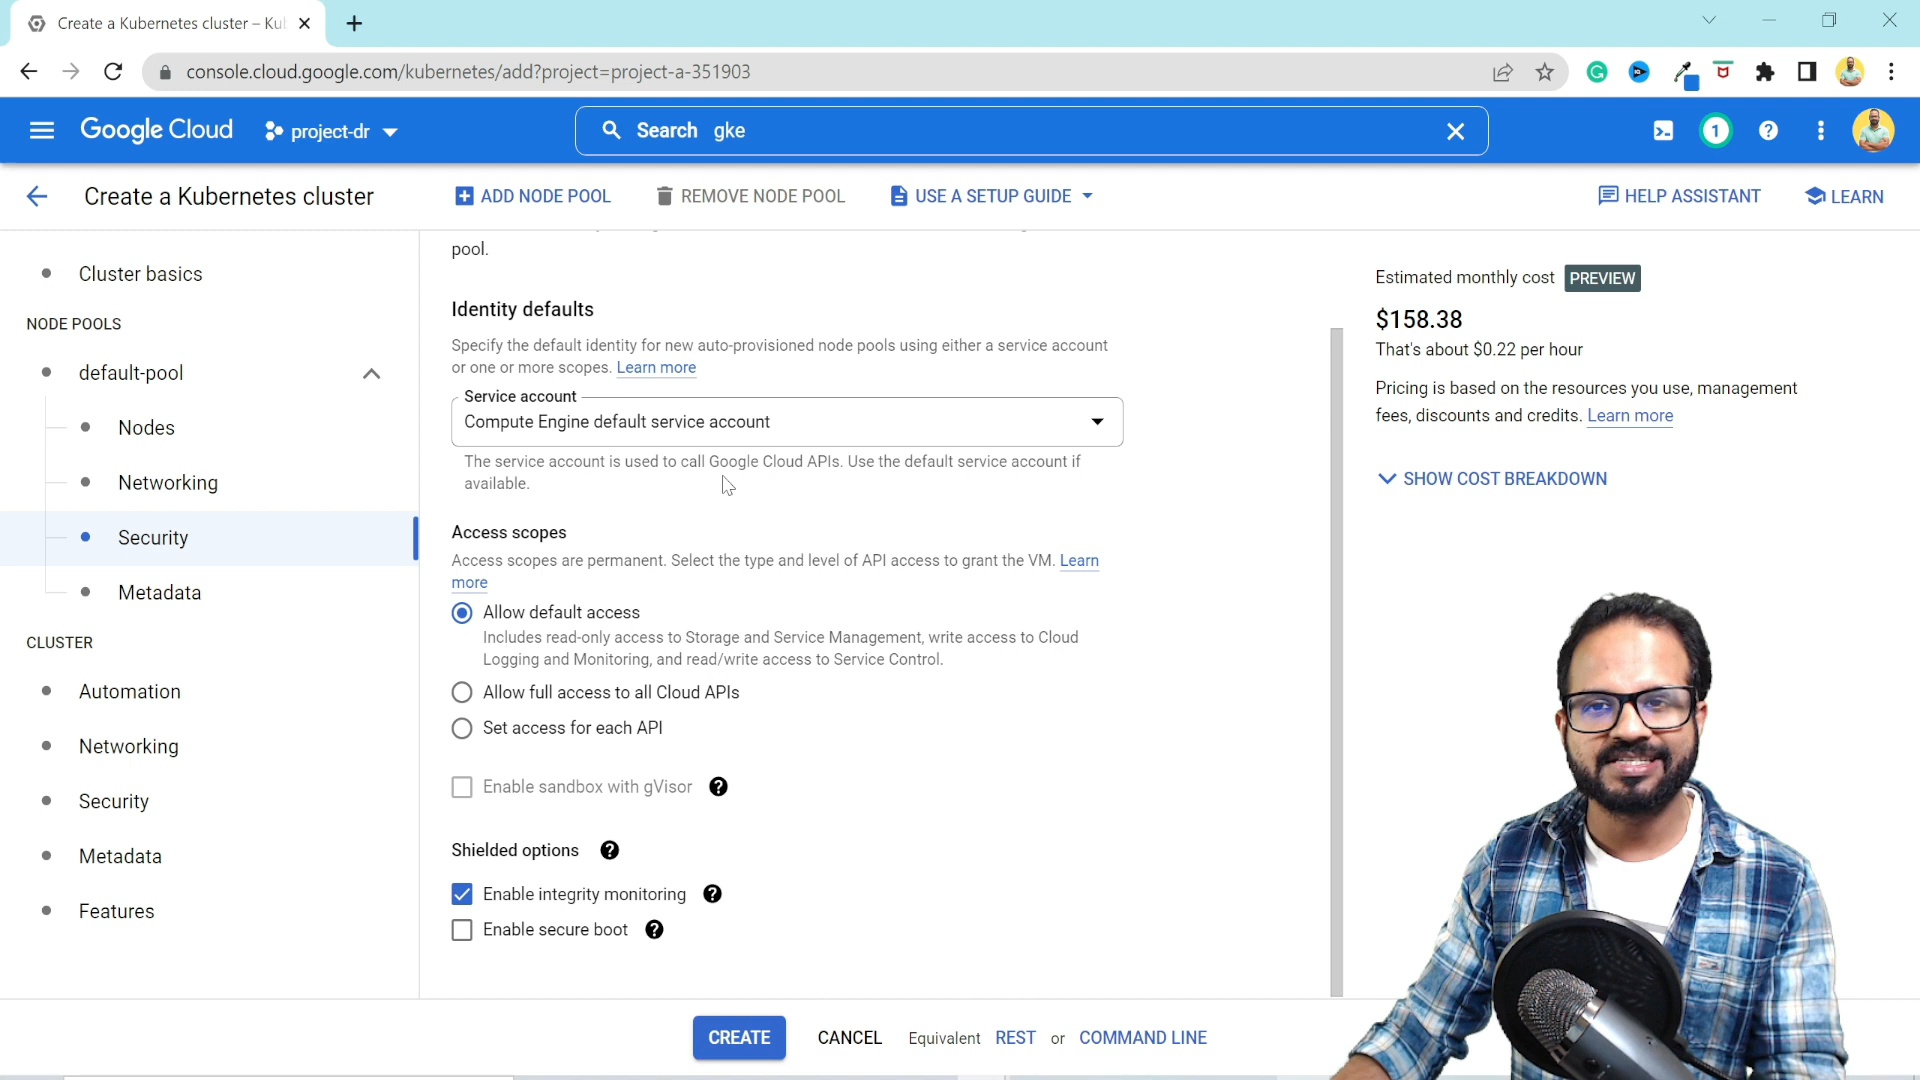 Create a Kubernetes cluster – Ku
console.cloud.google.com/kubernetes/add?project=project-a-351903
Google Cloud
project-dr
Search gke
1
Create a Kubernetes cluster
ADD NODE POOL
REMOVE NODE POOL
USE A SETUP GUIDE
HELP ASSISTANT
LEARN
Cluster basics
NODE POOLS
default-pool
Nodes
Networking
Security
Metadata
CLUSTER
Automation
Networking
Security
Metadata
Features
pool.
Identity defaults
Specify the default identity for new auto-provisioned node pools using either a service account
or one or more scopes. Learn more
Service account
Compute Engine default service account
The service account is used to call Google Cloud APIs. Use the default service account if
available.
Access scopes
Access scopes are permanent. Select the type and level of API access to grant the VM. Learn
more
Allow default access
Includes read-only access to Storage and Service Management, write access to Cloud
Logging and Monitoring, and read/write access to Service Control.
Allow full access to all Cloud APIs
Set access for each API
Enable sandbox with gVisor
Shielded options
Enable integrity monitoring
Enable secure boot
Estimated monthly cost PREVIEW
$158.38
That's about $0.22 per hour
Pricing is based on the resources you use, management
fees, discounts and credits. Learn more
SHOW COST BREAKDOWN
CREATE
CANCEL
Equivalent REST or COMMAND LINE